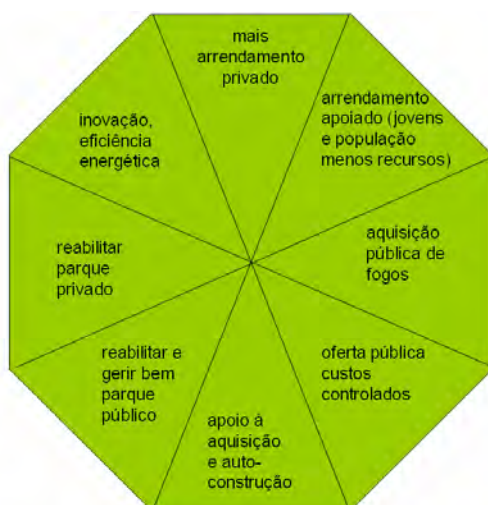 mais
arrendamento
privado
arrendamento
apoiado (jovens
e população
menos recursos)
aquisição
pública de
fogos
oferta pública
custos
controlados
apoio à
aquisição
e auto-
construção
reabilitar e
gerir bem
parque
público
reabilitar
parque
privado
inovação,
eficiência
energética